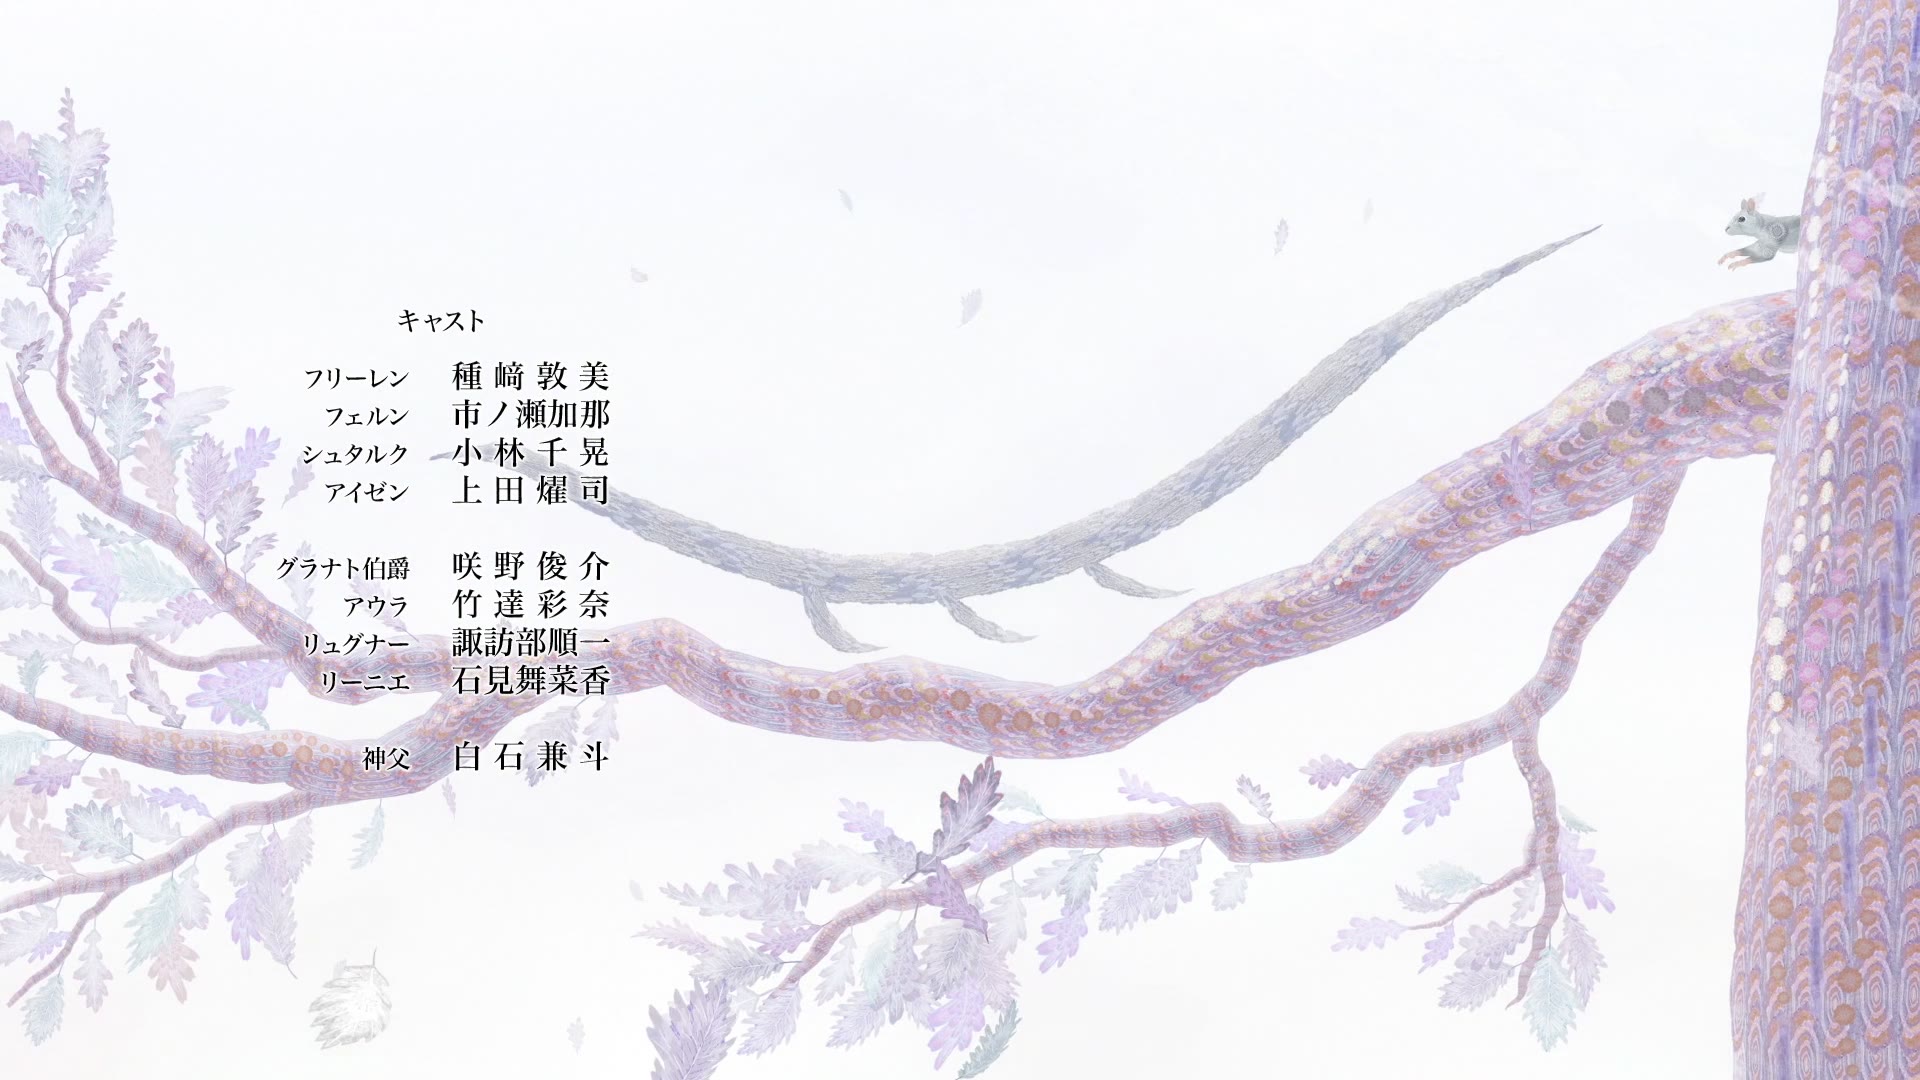 キャスト
フリーレン 種﨑敦美
フェルン 市ノ瀬加那
シュタルク 小林千晃
アイゼン 上田燿司
グラナト伯爵 咲野俊介
アウラ 竹達彩奈
リュグナー 諏訪部順一
リーニエ 石見舞菜香
神父 白石兼斗